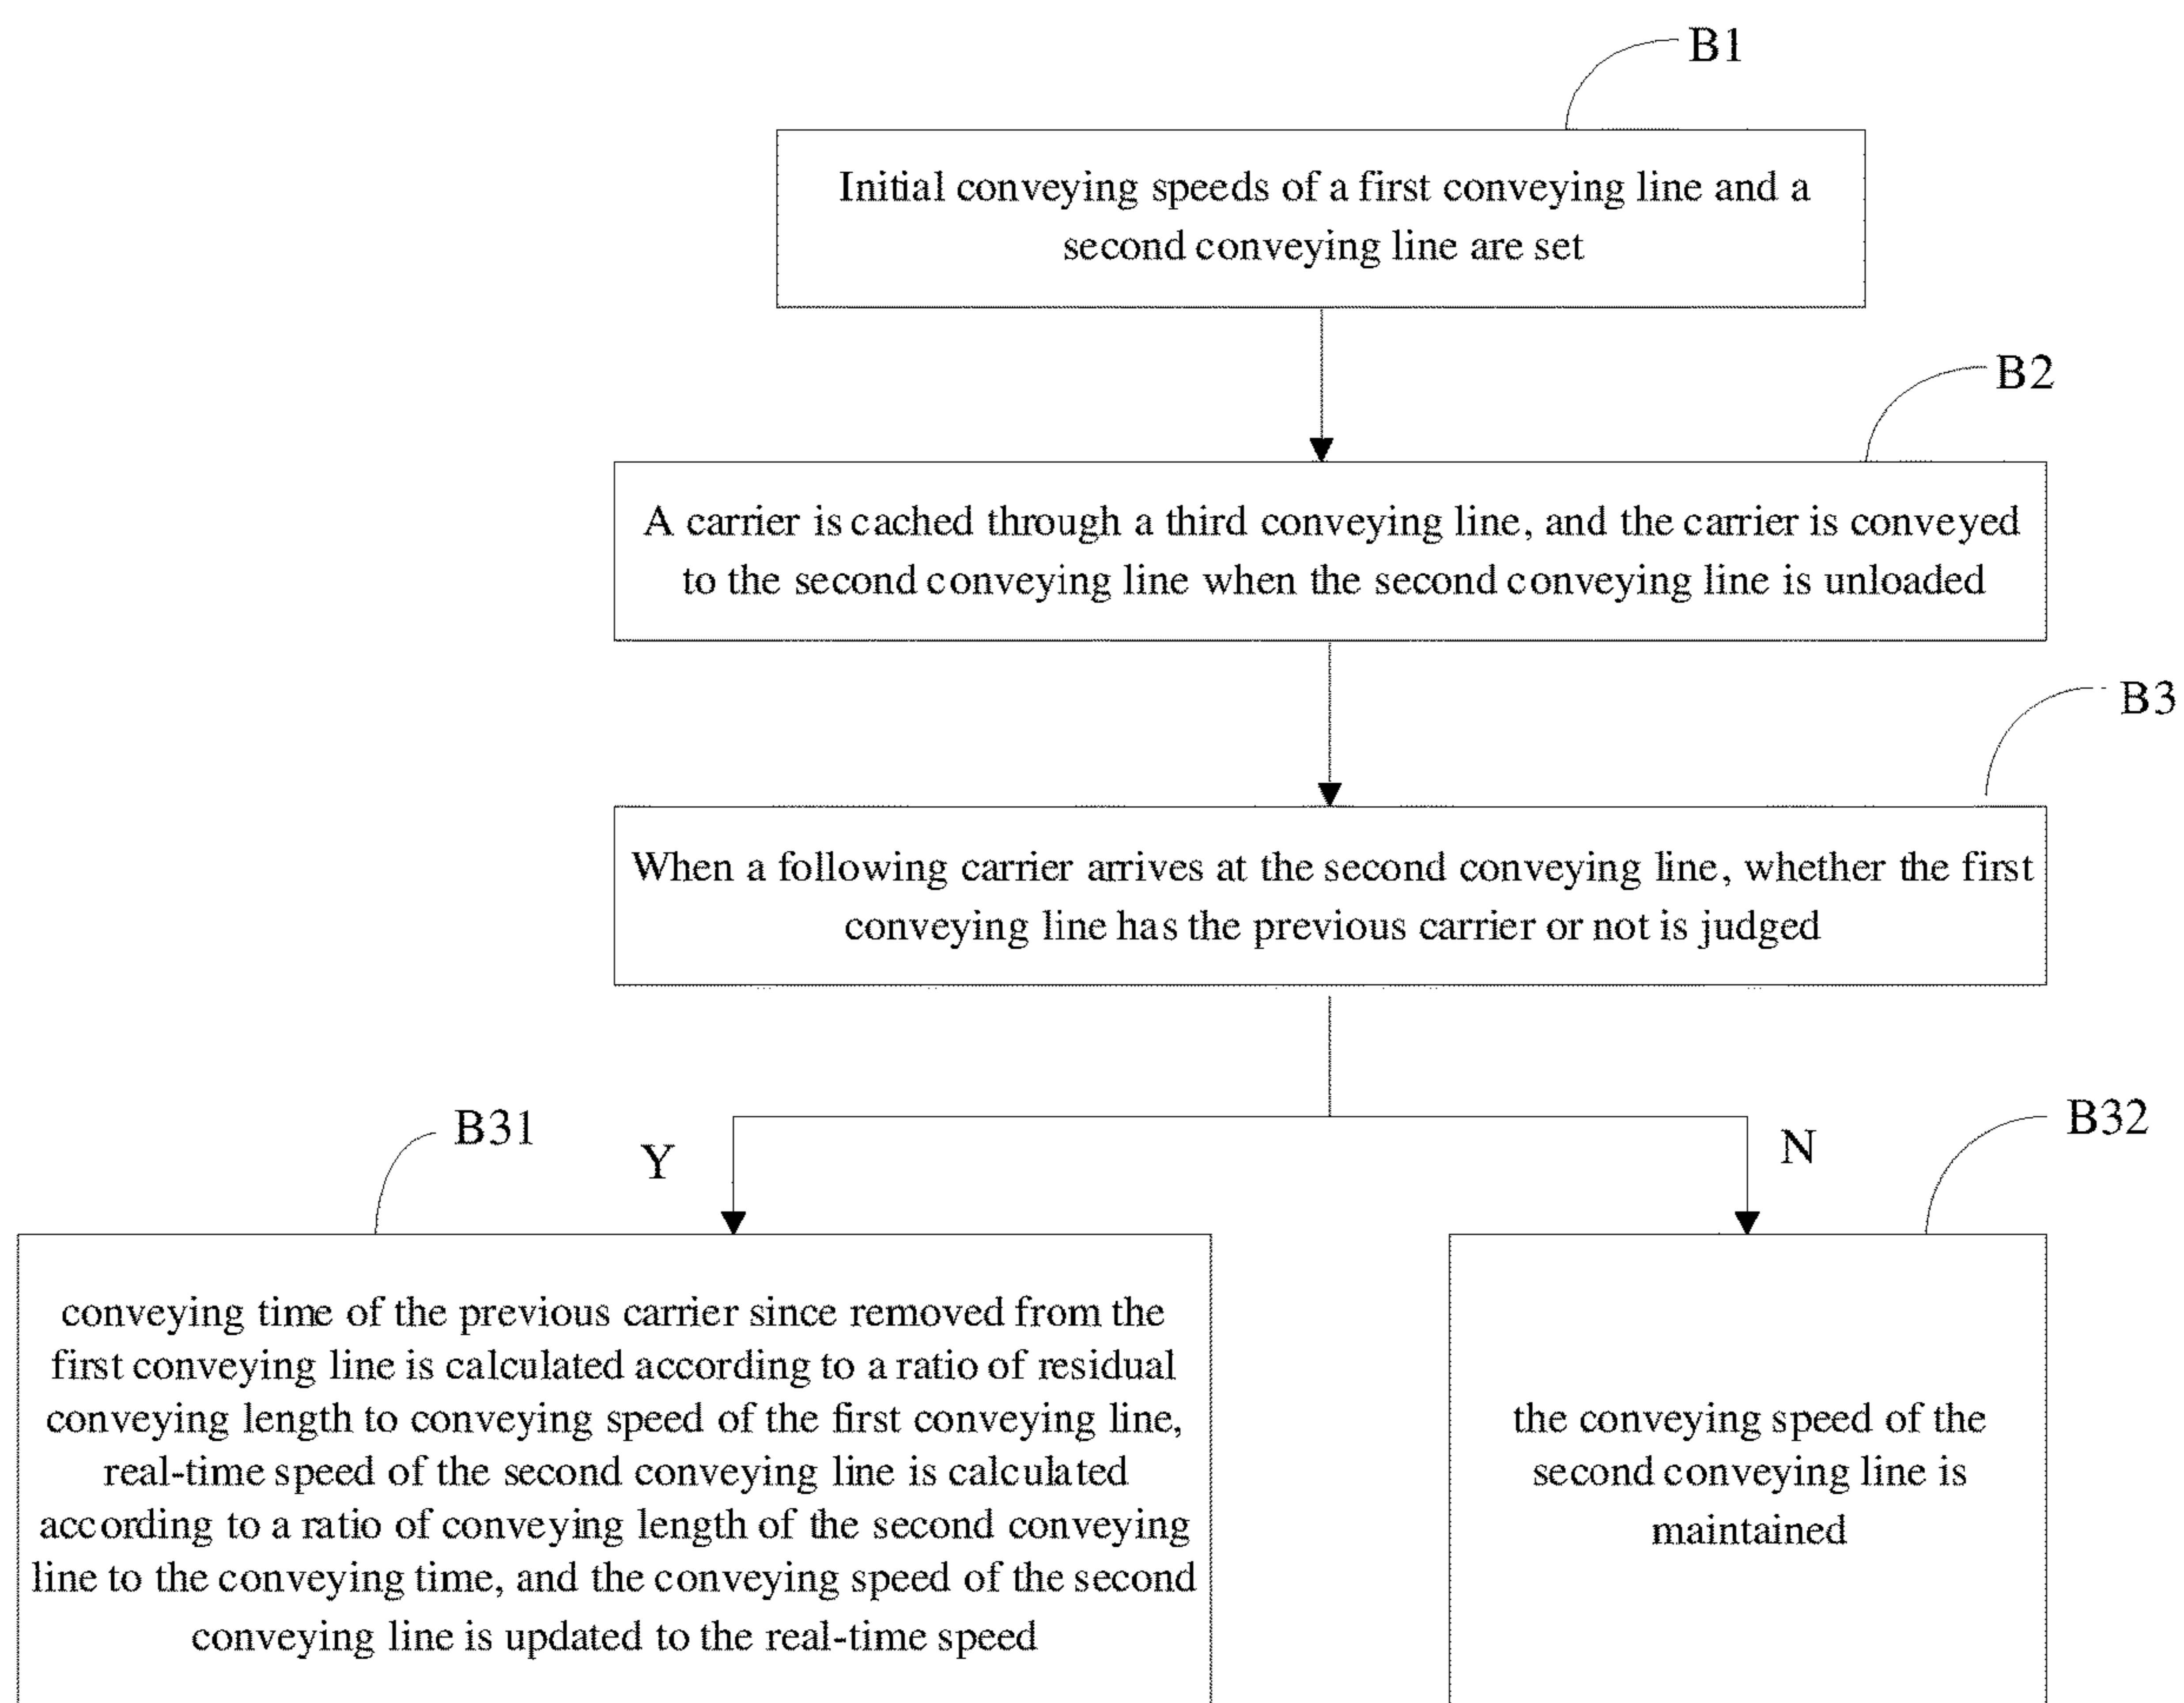 B1
Initial conveying speeds of a first conveying line and a
second conveying line are set
B2
A carrier is cached through a third conveying line, and the carrier is conveyed
to the second conveying line when the second conveying line is unloaded
B3
When a following carrier arrives at the second conveying line, whether the first
conveying line has the previous carrier or not is judged
B31
Y
N
B32
conveying time of the previous carrier since removed from the
first conveying line is calculated according to a ratio of residual
conveying length to conveying speed of the first conveying line,
real-time speed of the second conveying line is calculated
according to a ratio of conveying length of the second conveying
line to the conveying time, and the conveying speed of the second
conveying line is updated to the real-time speed
the conveying speed of the
second conveying line is
maintained